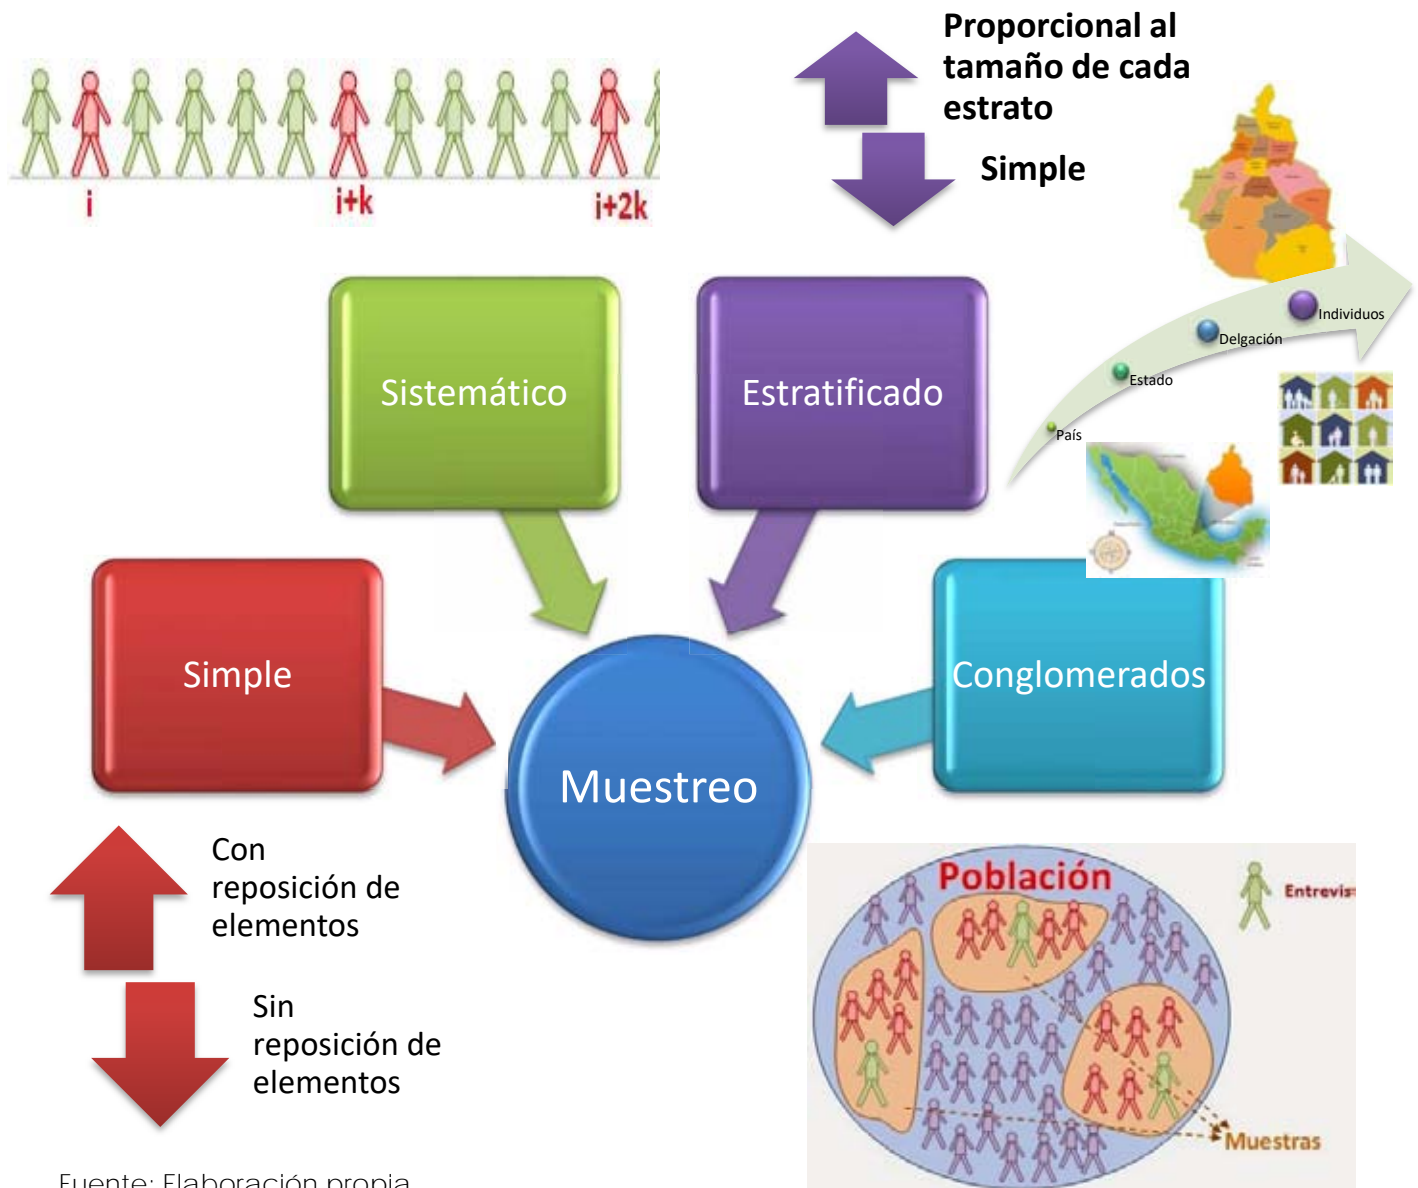 Proporcional al
tamaño de cada
estrato
Simple
i
i+k
i+2k
Individuos
Delgación
Estado
País
Sistemático
Estratificado
Simple
Conglomerados
Muestreo
Con
reposición de
elementos
Sin
reposición de
elementos
Población
Entrevis
Muestras
Fuente: Elaboración propia